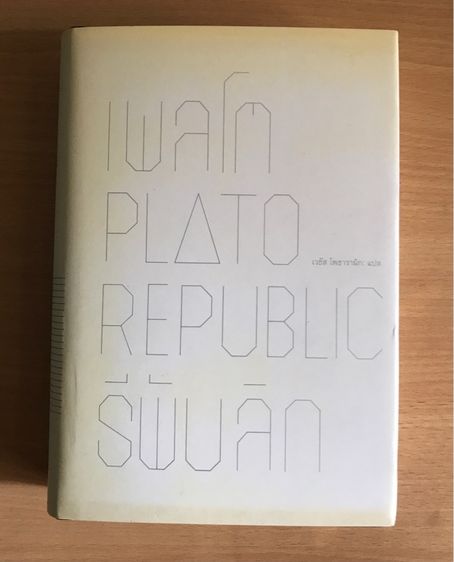 เพลโต
PLATO
เวธัส โพธารามิก: แปล
REPUBLIC
รีพับลิก